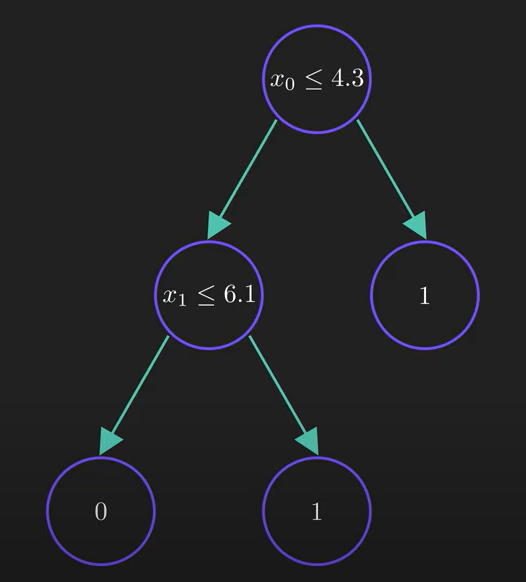 x₀ ≤ 4.3
x₁ ≤ 6.1
1
0
1